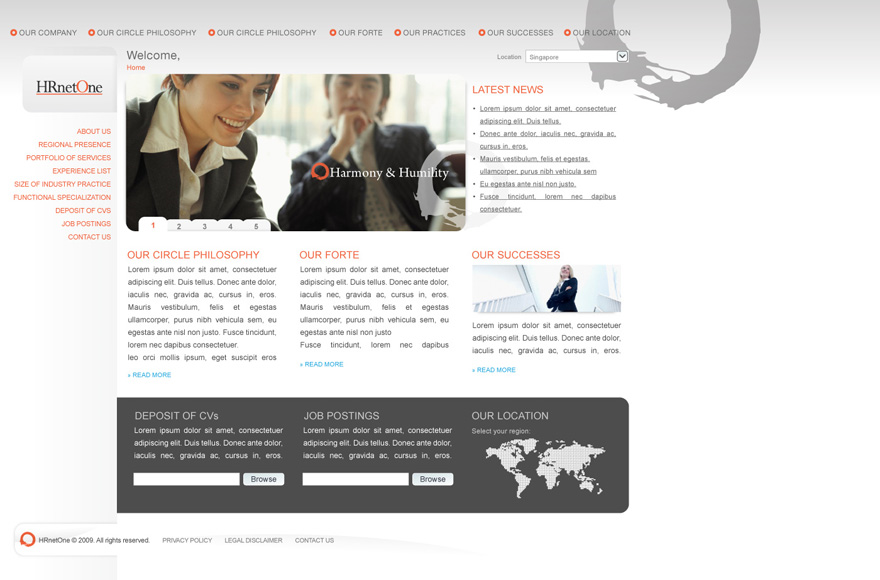 OUR COMPANY OUR CIRCLE PHILOSOPHY OUR CIRCLE PHILOSOPHY OUR FORTE OUR PRACTICES OUR SUCCESSES OUR LOCATION
Welcome,
Home
Location Singapore
HRnetOne
ABOUT US
REGIONAL PRESENCE
PORTFOLIO OF SERVICES
EXPERIENCE LIST
SIZE OF INDUSTRY PRACTICE
FUNCTIONAL SPECIALIZATION
DEPOSIT OF CVS
JOB POSTINGS
CONTACT US
Harmony & Humility
1 2 3 4 5
LATEST NEWS
• Lorem ipsum dolor sit amet, consectetuer
adipiscing elit. Duis tellus.
• Donec ante dolor, iaculis nec, gravida ac,
cursus in, eros.
• Mauris vestibulum, felis et egestas.
ullamcorper, purus nibh vehicula sem
• Eu egestas ante nisl non justo.
• Fusce tincidunt, lorem nec dapibus
consectetuer.
OUR CIRCLE PHILOSOPHY
Lorem ipsum dolor sit amet, consectetuer
adipiscing elit. Duis tellus. Donec ante dolor,
iaculis nec, gravida ac, cursus in, eros.
Mauris vestibulum, felis et egestas
ullamcorper, purus nibh vehicula sem, eu
egestas ante nisl non justo. Fusce tincidunt,
lorem nec dapibus consectetuer.
leo orci mollis ipsum, eget suscipit eros
» READ MORE
OUR FORTE
Lorem ipsum dolor sit amet, consectetuer
adipiscing elit. Duis tellus. Donec ante dolor,
iaculis nec, gravida ac, cursus in, eros.
Mauris vestibulum, felis et egestas
ullamcorper, purus nibh vehicula sem, eu
egestas ante nisl non justo
Fusce tincidunt, lorem nec dapibus
» READ MORE
OUR SUCCESSES
Lorem ipsum dolor sit amet, consectetuer
adipiscing elit. Duis tellus. Donec ante dolor,
iaculis nec, gravida ac, cursus in, eros.
» READ MORE
DEPOSIT OF CVs
Lorem ipsum dolor sit amet, consectetuer
adipiscing elit. Duis tellus. Donec ante dolor,
iaculis nec, gravida ac, cursus in, eros.
Browse
JOB POSTINGS
Lorem ipsum dolor sit amet, consectetuer
adipiscing elit. Duis tellus. Donec ante dolor,
iaculis nec, gravida ac, cursus in, eros.
Browse
OUR LOCATION
Select your region:
HRnetOne © 2009. All rights reserved. PRIVACY POLICY LEGAL DISCLAIMER CONTACT US